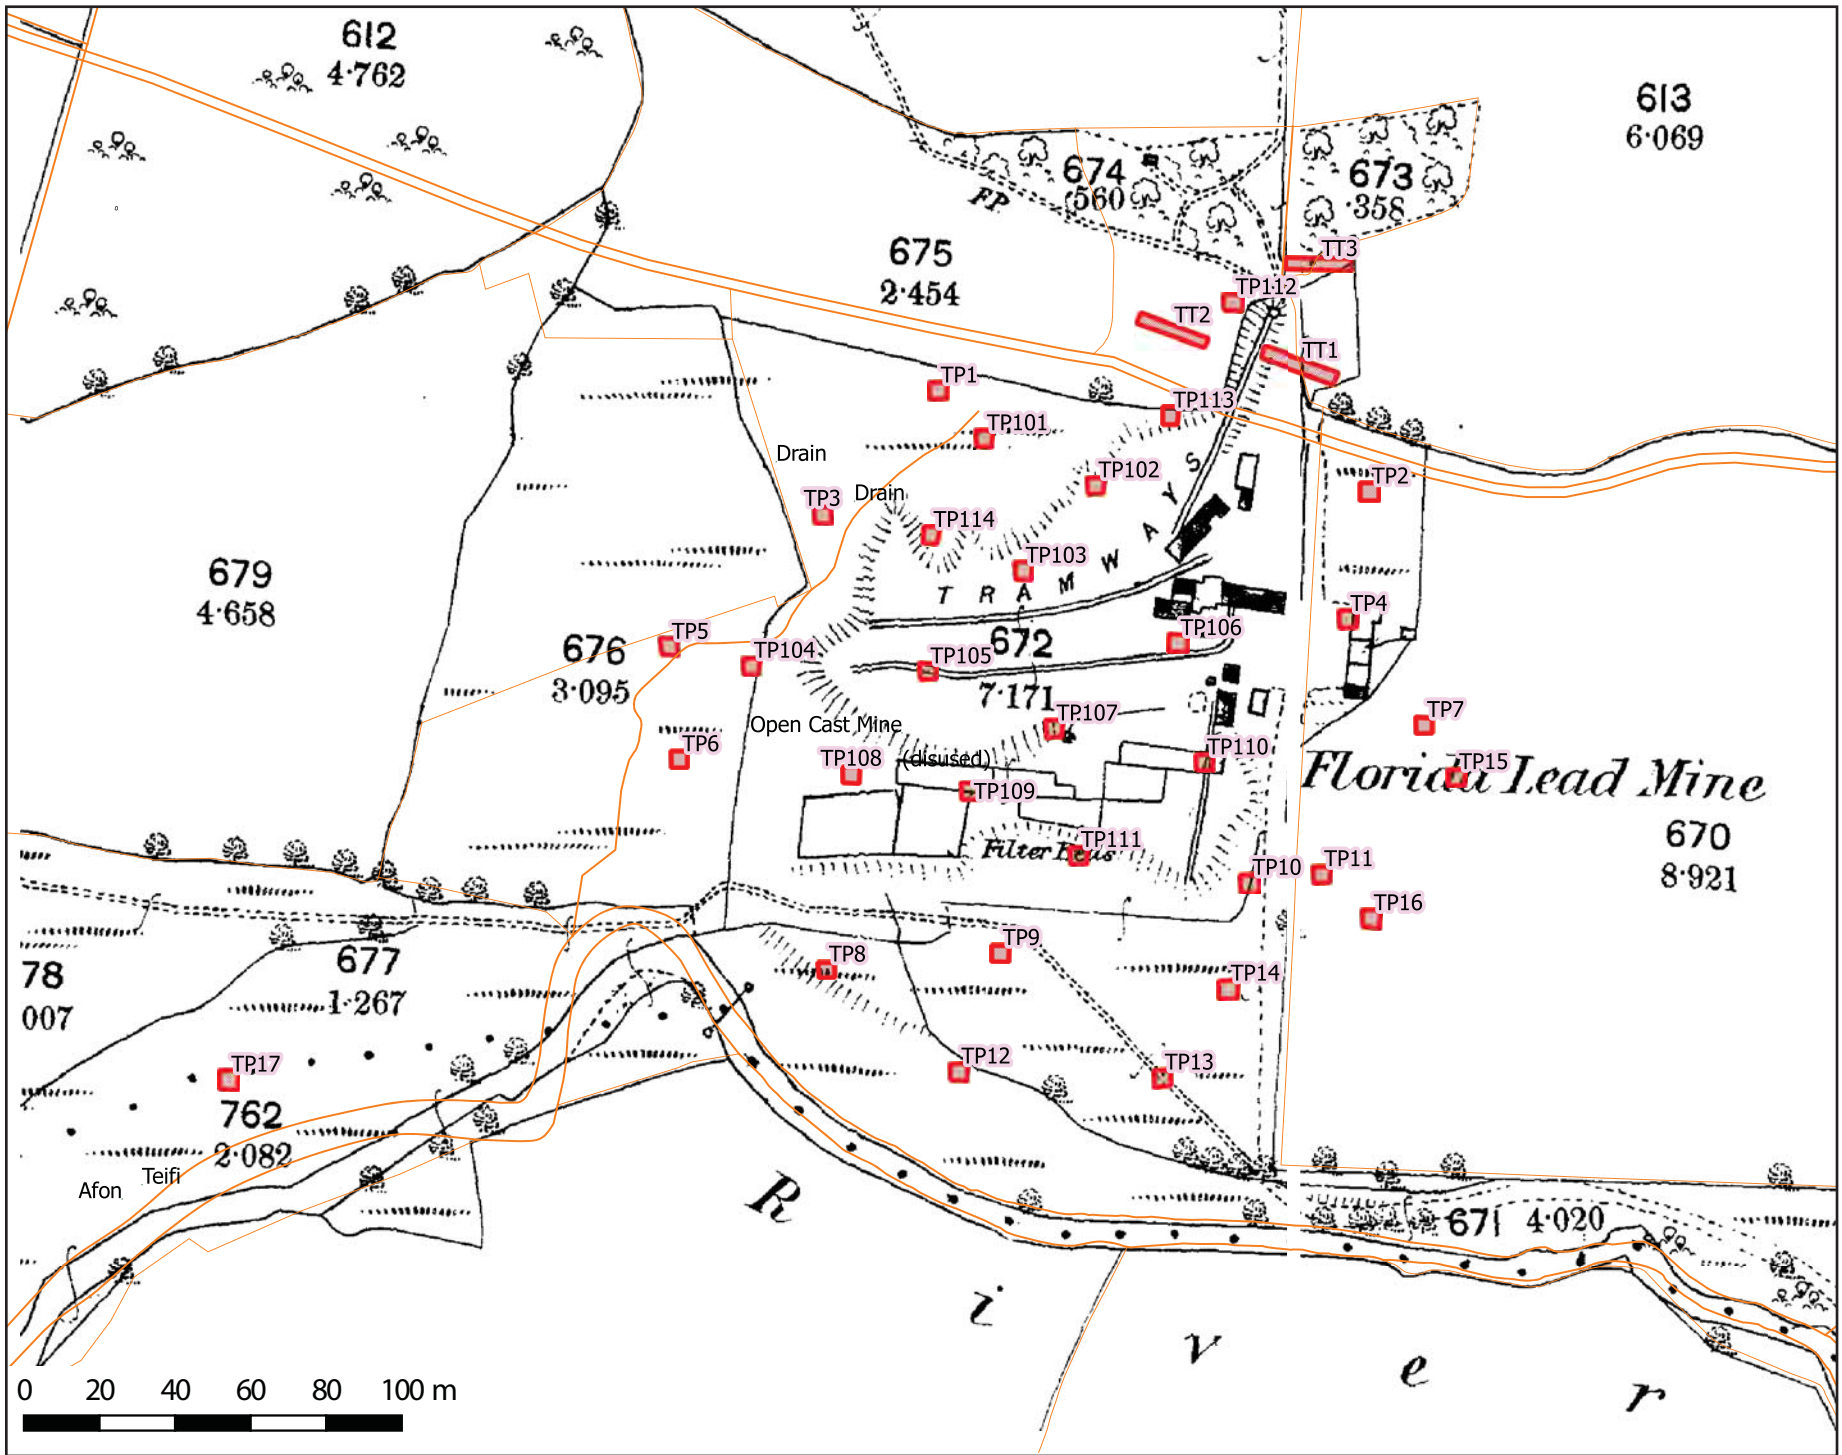 612
4·762
613
6·069
674
·560
673
·358
FP.
675
2·454
TT3
TP112
TT2
TT1
TP1
TP113
TP101
Drain
TP102
TP2
TP3
Drain
TP114
TP103
TRAMWAYS
679
4·658
TP4
TP5
676
3·095
TP104
TP105
672
7·171
TP106
TP107
TP7
Open Cast Mine
(disused)
TP6
TP108
TP109
TP110
TP15
Florida Lead Mine
670
8·921
Filter Beds
TP111
TP10
TP11
TP16
78
007
677
1·267
TP8
TP9
TP14
TP17
762
2·082
TP12
TP13
Afon Teifi
671 4·020
River
0 20 40 60 80 100 m